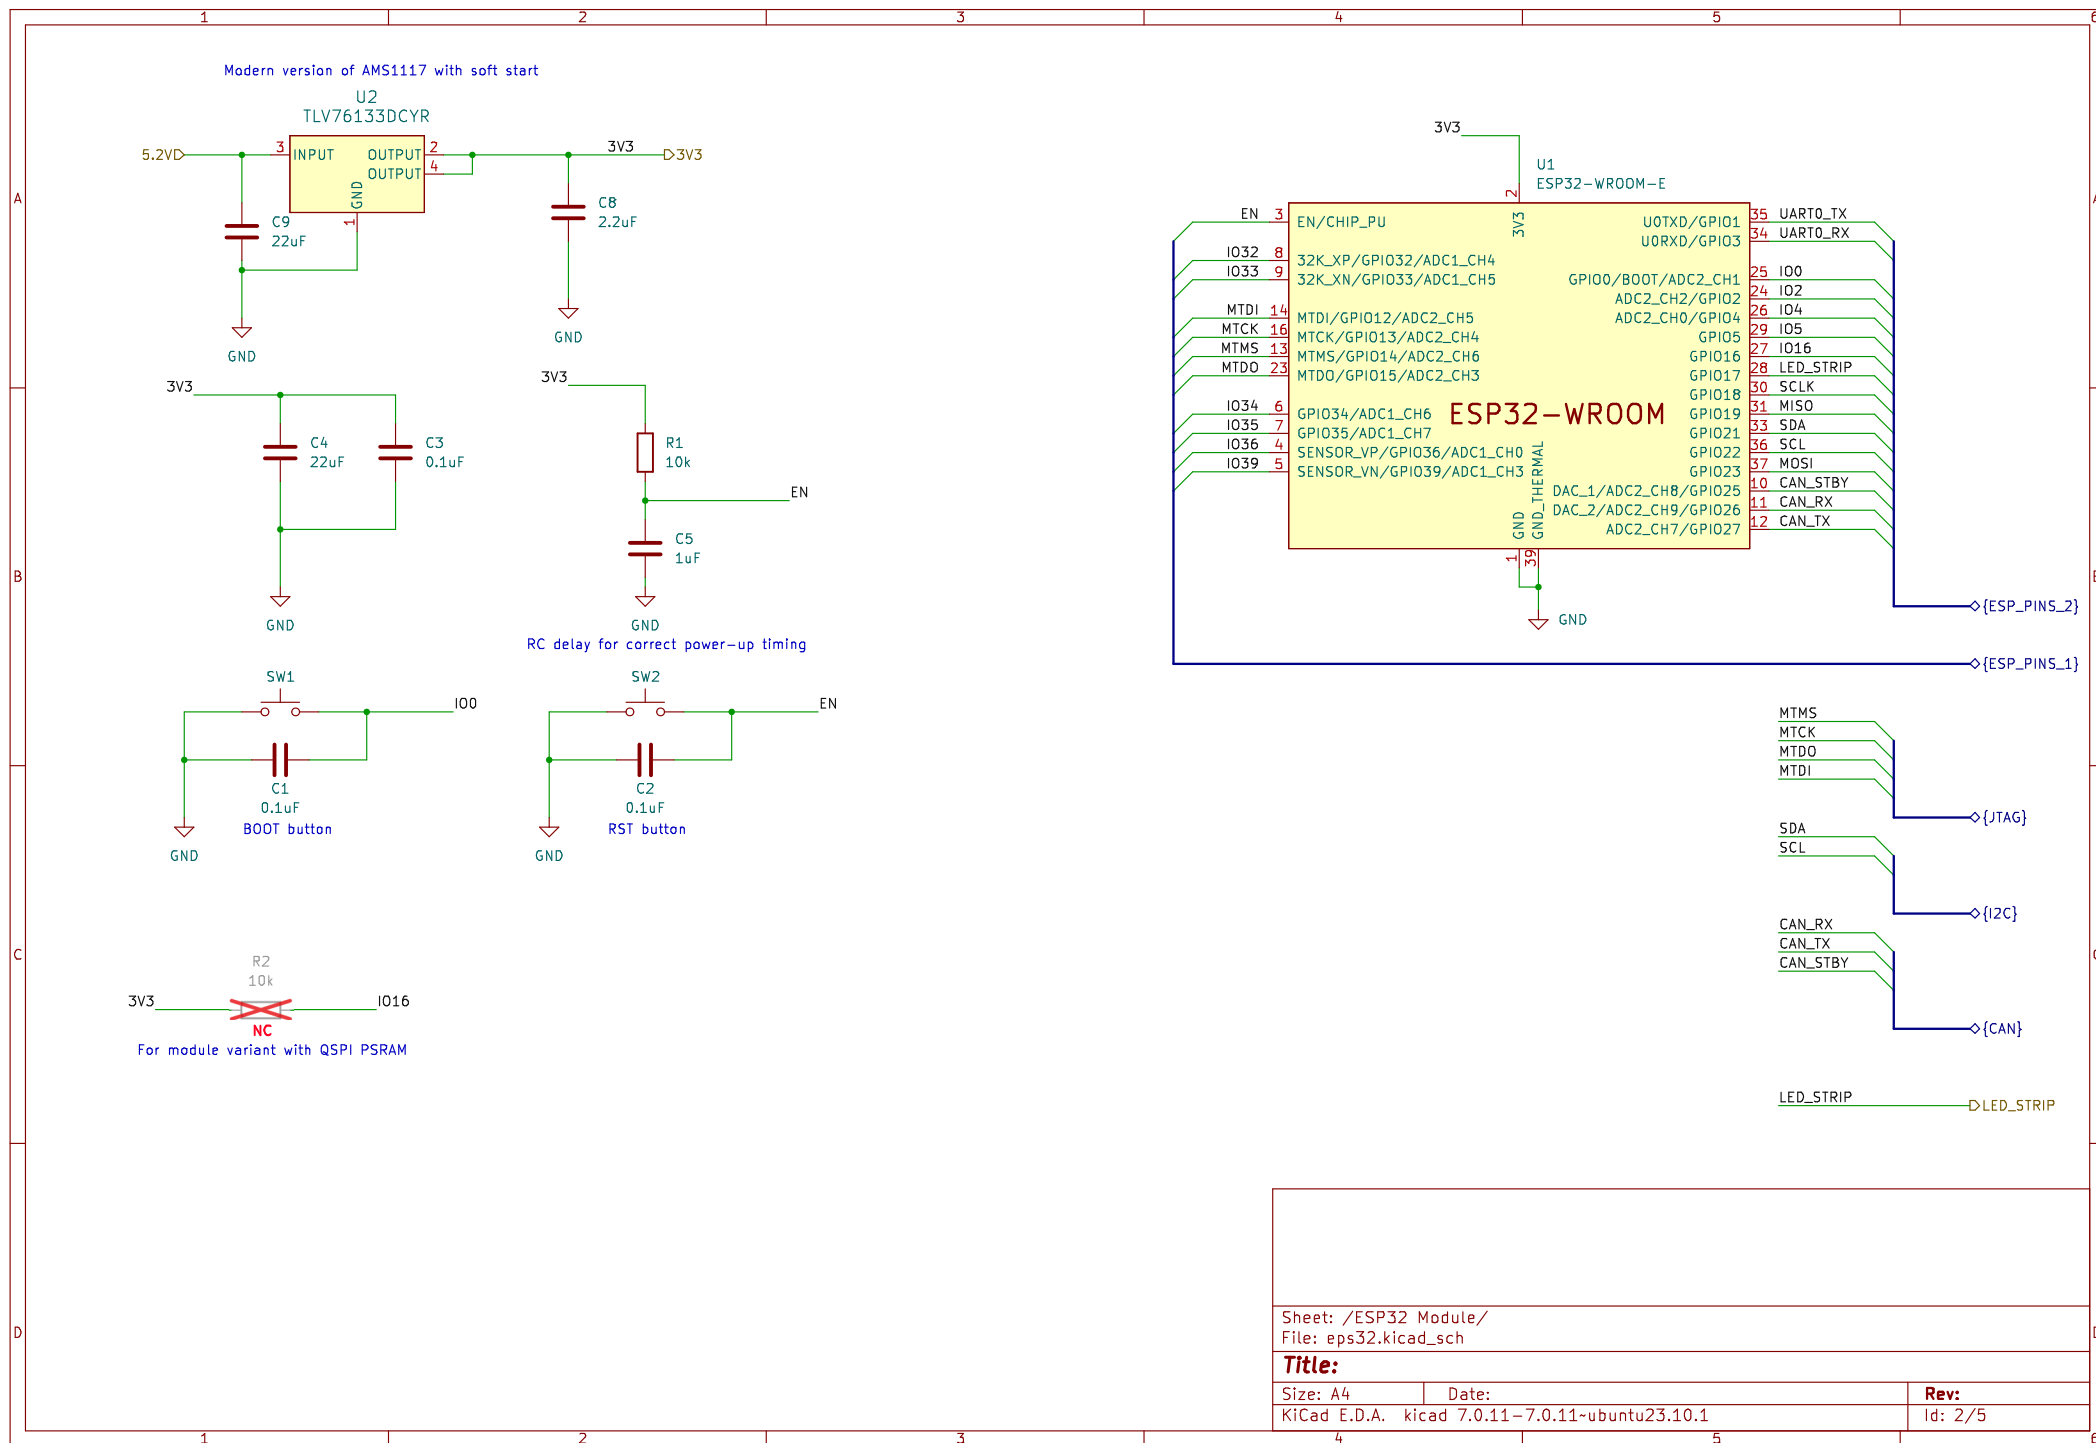 1 2 3 4 5 6
A
B
C
D
Modern version of AMS1117 with soft start
U2
TLV76133DCYR
5.2V
3 INPUT
OUTPUT 2
OUTPUT 4
GND
1
3V3
3V3
C9
22uF
C8
2.2uF
GND
GND
3V3
C4
22uF
C3
0.1uF
GND
3V3
R1
10k
EN
C5
1uF
GND
RC delay for correct power-up timing
SW1
IO0
C1
0.1uF
BOOT button
GND
SW2
EN
C2
0.1uF
RST button
GND
R2
10k
3V3
IO16
NC
For module variant with QSPI PSRAM
3V3
U1
ESP32-WROOM-E
2
3V3
EN 3 EN/CHIP_PU
IO32 8 32K_XP/GPIO32/ADC1_CH4
IO33 9 32K_XN/GPIO33/ADC1_CH5
MTDI 14 MTDI/GPIO12/ADC2_CH5
MTCK 16 MTCK/GPIO13/ADC2_CH4
MTMS 13 MTMS/GPIO14/ADC2_CH6
MTDO 23 MTDO/GPIO15/ADC2_CH3
IO34 6 GPIO34/ADC1_CH6
IO35 7 GPIO35/ADC1_CH7
IO36 4 SENSOR_VP/GPIO36/ADC1_CH0
IO39 5 SENSOR_VN/GPIO39/ADC1_CH3
ESP32-WROOM
U0TXD/GPIO1 35 UART0_TX
U0RXD/GPIO3 34 UART0_RX
GPIO0/BOOT/ADC2_CH1 25 IO0
ADC2_CH2/GPIO2 24 IO2
ADC2_CH0/GPIO4 26 IO4
GPIO5 29 IO5
GPIO16 27 IO16
GPIO17 28 LED_STRIP
GPIO18 30 SCLK
GPIO19 31 MISO
GPIO21 33 SDA
GPIO22 36 SCL
GPIO23 37 MOSI
DAC_1/ADC2_CH8/GPIO25 10 CAN_STBY
DAC_2/ADC2_CH9/GPIO26 11 CAN_RX
ADC2_CH7/GPIO27 12 CAN_TX
GND
GND_THERMAL
1
39
GND
{ESP_PINS_2}
{ESP_PINS_1}
MTMS
MTCK
MTDO
MTDI
{JTAG}
SDA
SCL
{I2C}
CAN_RX
CAN_TX
CAN_STBY
{CAN}
LED_STRIP
LED_STRIP
Sheet: /ESP32 Module/
File: eps32.kicad_sch
Title:
Size: A4 Date: Rev:
KiCad E.D.A. kicad 7.0.11-7.0.11~ubuntu23.10.1 Id: 2/5
1 2 3 4 5 6